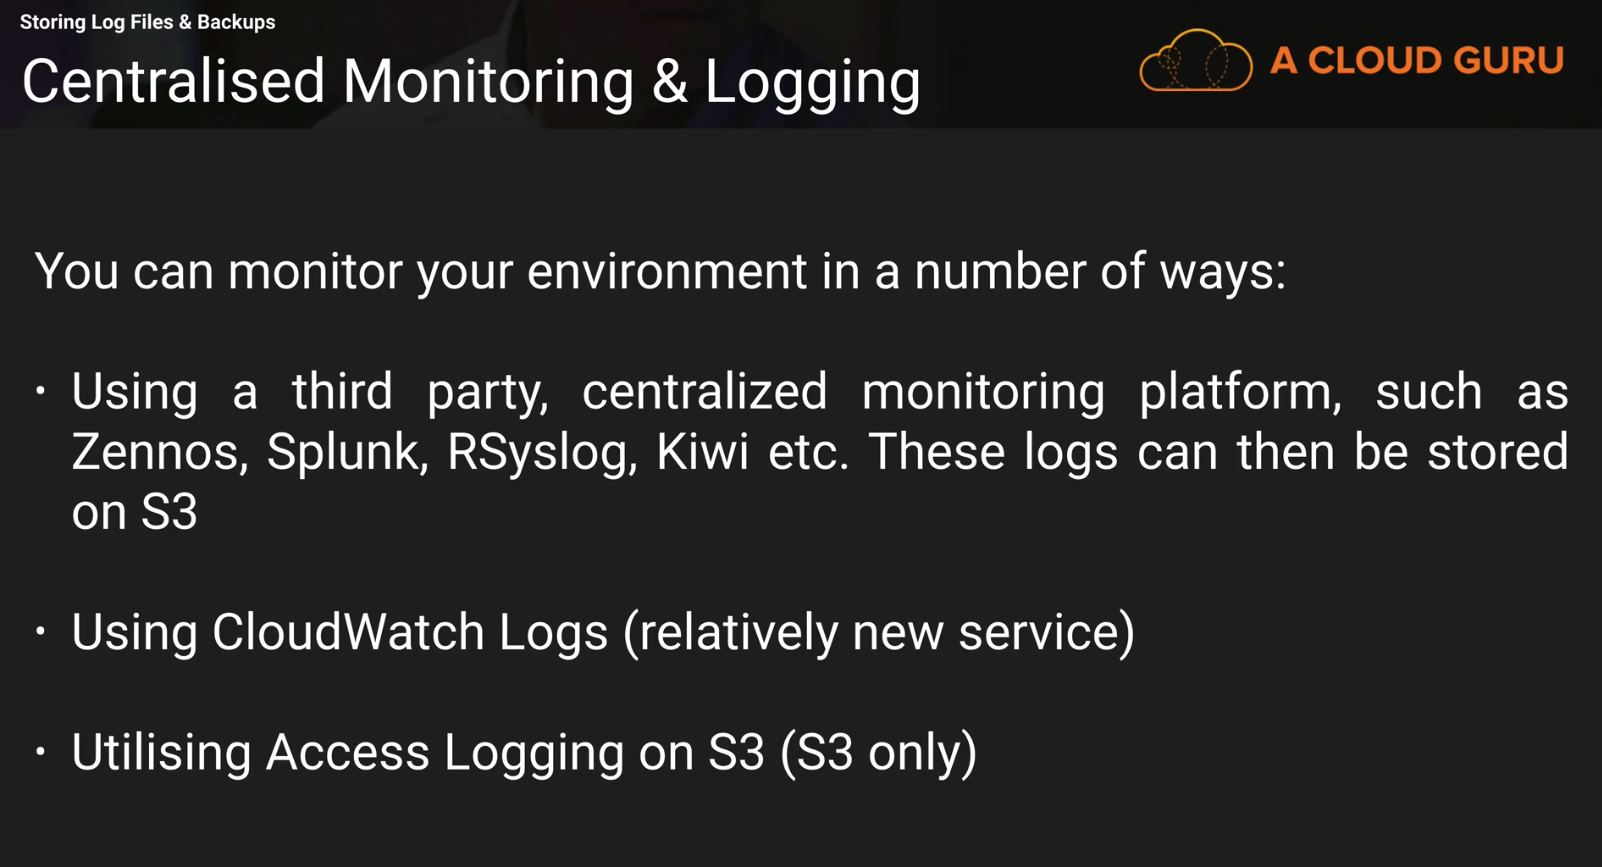 Storing Log Files & Backups
Centralised Monitoring & Logging
A CLOUD GURU
You can monitor your environment in a number of ways:
• Using a third party, centralized monitoring platform, such as
Zennos, Splunk, RSyslog, Kiwi etc. These logs can then be stored
on S3
• Using CloudWatch Logs (relatively new service)
• Utilising Access Logging on S3 (S3 only)